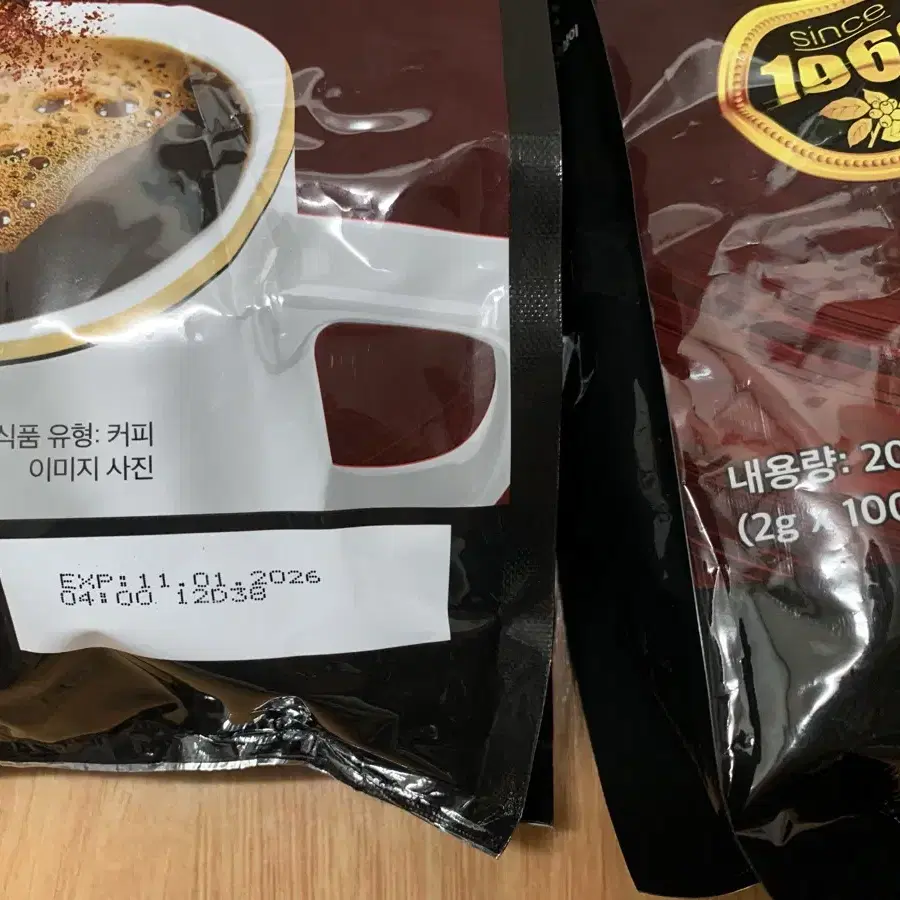 since
식품 유형: 커피
이미지 사진
내용량: 20
(2g x 100
EXP:11.01.2026
04:00 12D38